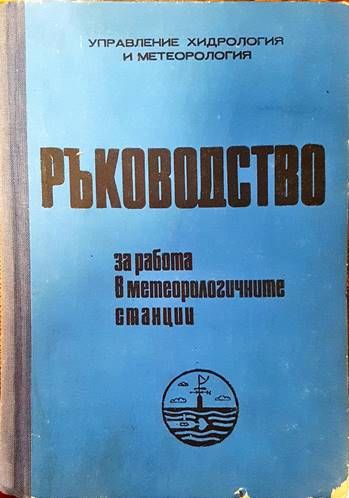 УПРАВЛЕНИЕ ХИДРОЛОГИЯ
И МЕТЕОРОЛОГИЯ
РЪКОВОДСТВО
за работа
в метеорологичните
станции